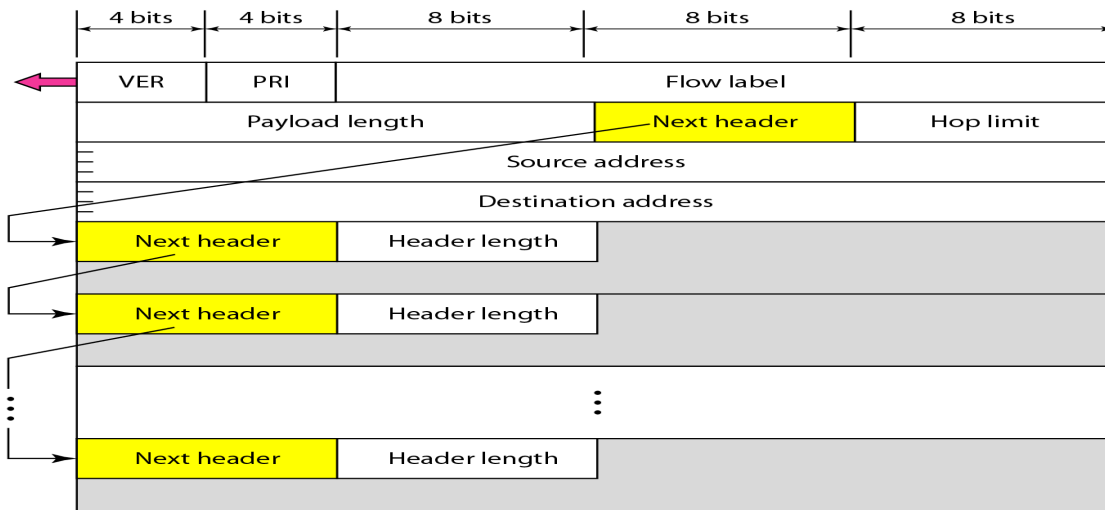 4 bits 4 bits 8 bits 8 bits 8 bits
VER PRI Flow label
Payload length Next header Hop limit
Source address
Destination address
Next header Header length
Next header Header length
Next header Header length